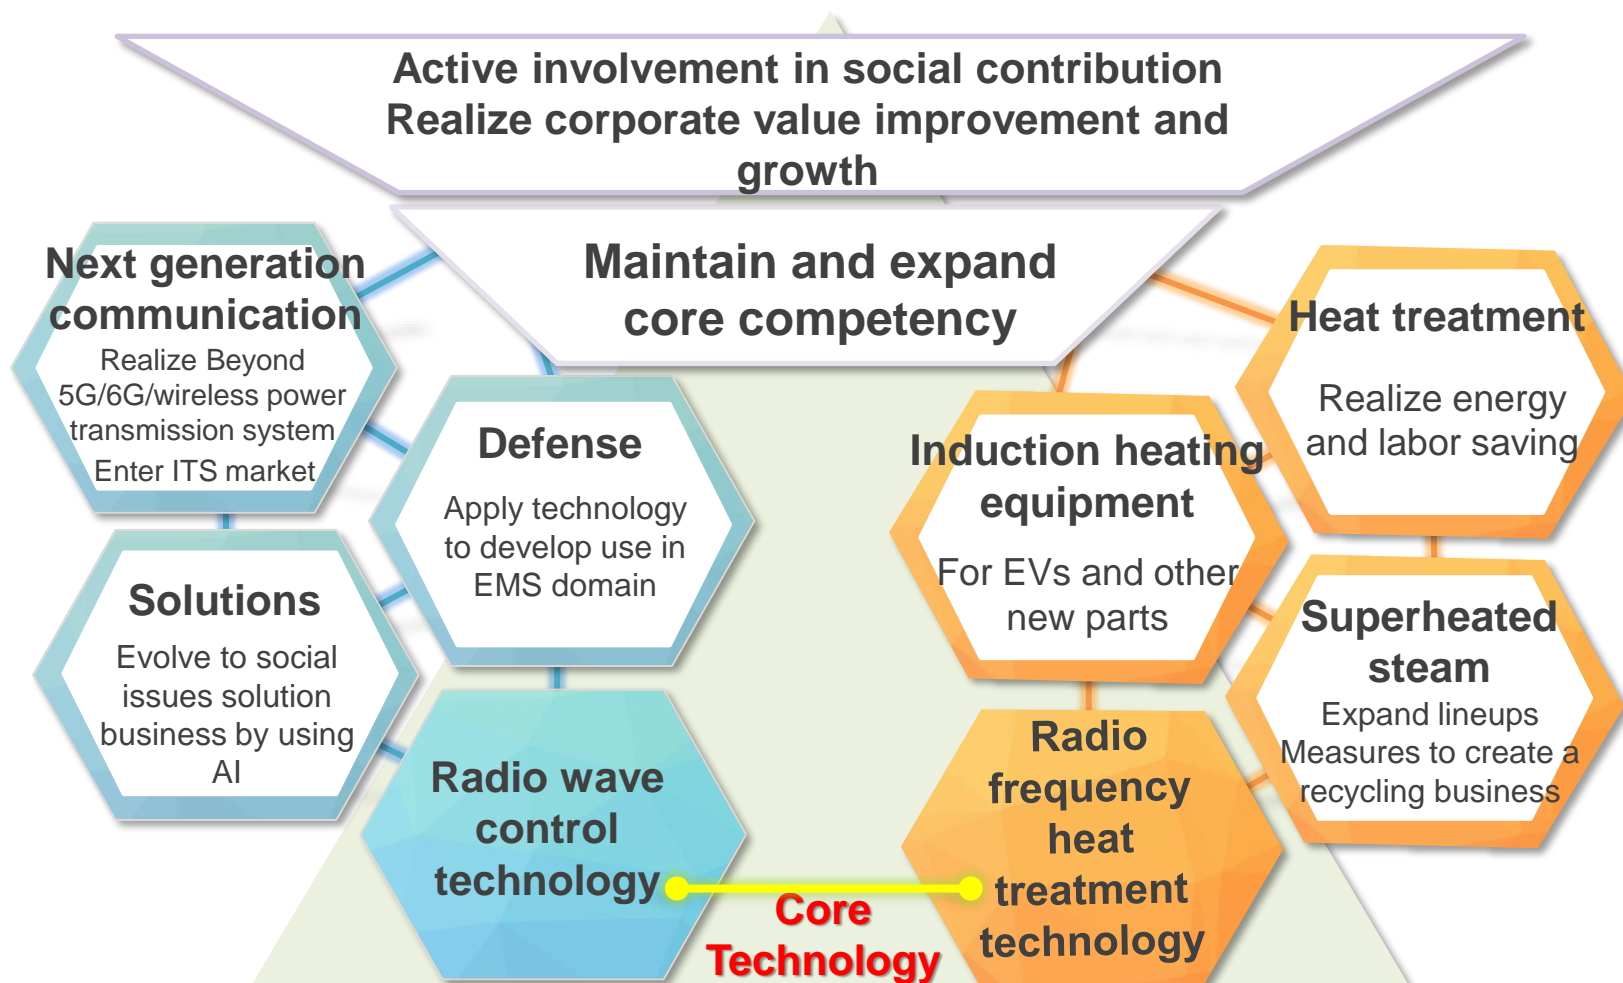 Active involvement in social contribution
Realize corporate value improvement and
growth
Maintain and expand
core competency
Next generation
communication
Realize Beyond
5G/6G/wireless power
transmission system
Enter ITS market
Defense
Apply technology
to develop use in
EMS domain
Solutions
Evolve to social
issues solution
business by using
AI
Radio wave
control
technology
Heat treatment
Realize energy
and labor saving
Induction heating
equipment
For EVs and other
new parts
Superheated
steam
Expand lineups
Measures to create a
recycling business
Radio
frequency
heat
treatment
technology
Core
Technology